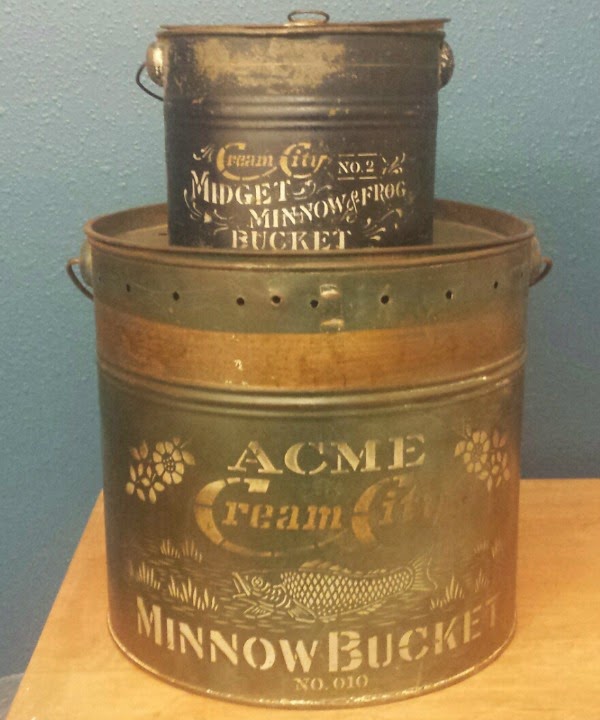 Cream City
NO. 2
MIDGET
MINNOW & FROG
BUCKET
ACME
Cream City
MINNOW BUCKET
NO. 010